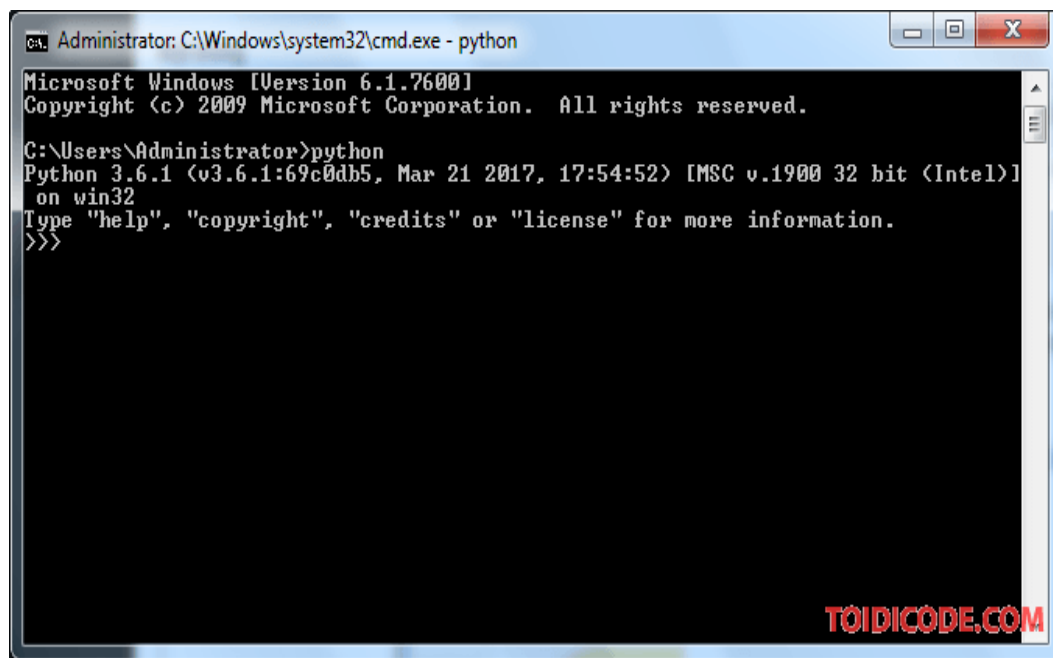 Administrator: C:\Windows\system32\cmd.exe - python
Microsoft Windows [Version 6.1.7600]
Copyright (c) 2009 Microsoft Corporation.  All rights reserved.
C:\Users\Administrator>python
Python 3.6.1 (v3.6.1:69c0db5, Mar 21 2017, 17:54:52) [MSC v.1900 32 bit (Intel)]
 on win32
Type "help", "copyright", "credits" or "license" for more information.
>>>
TOIDICODE.COM